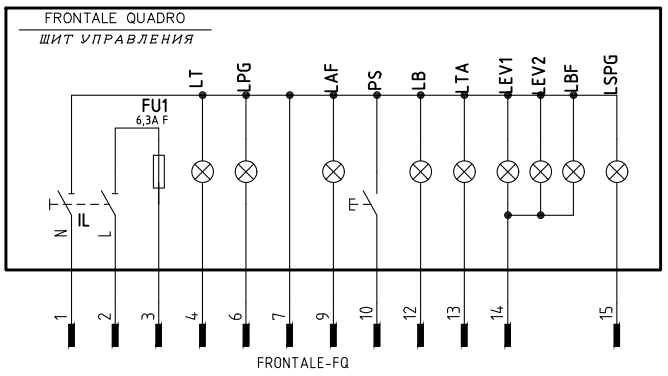 FRONTALE QUADRO
ЩИТ УПРАВЛЕНИЯ
LT LPG LAF PS LB LTA LEV1 LEV2 LBF LSPG
FU1
6,3A F
IL
N L
1 2 3 4 6 7 9 10 12 13 14 15
FRONTALE-FQ